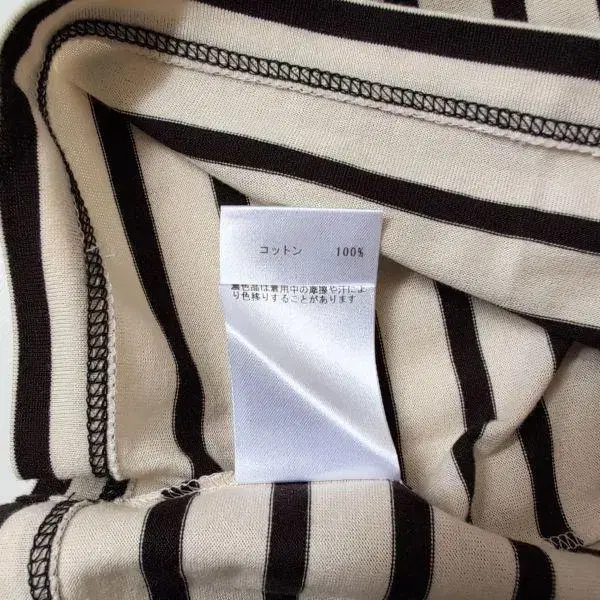 コットン 100%
濃色品は着用中の摩擦や汗によ
り色移りすることがあります